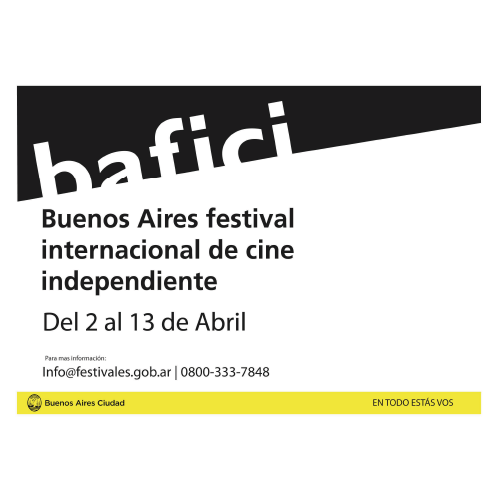 bafici
Buenos Aires festival
internacional de cine
independiente
Del 2 al 13 de Abril
Para mas información:
Info@festivales.gob.ar | 0800-333-7848
Buenos Aires Ciudad
EN TODO ESTÁS VOS